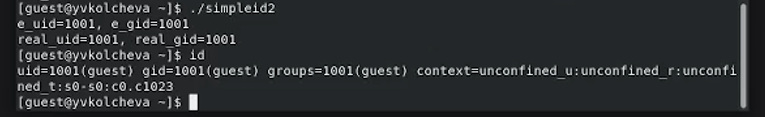 [guest@yvkolcheva ~]$ ./simpleid2
e_uid=1001, e_gid=1001
real_uid=1001, real_gid=1001
[guest@yvkolcheva ~]$ id
uid=1001(guest) gid=1001(guest) groups=1001(guest) context=unconfined_u:unconfined_r:unconfi
ned_t:s0-s0:c0.c1023
[guest@yvkolcheva ~]$